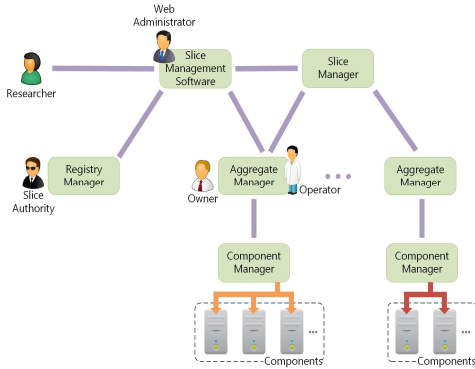 Web
Administrator
Slice
Management
Software
Slice
Manager
Researcher
Registry
Manager
Slice
Authority
Aggregate
Manager
Owner
Operator
Aggregate
Manager
Component
Manager
Component
Manager
...
Components
...
Components